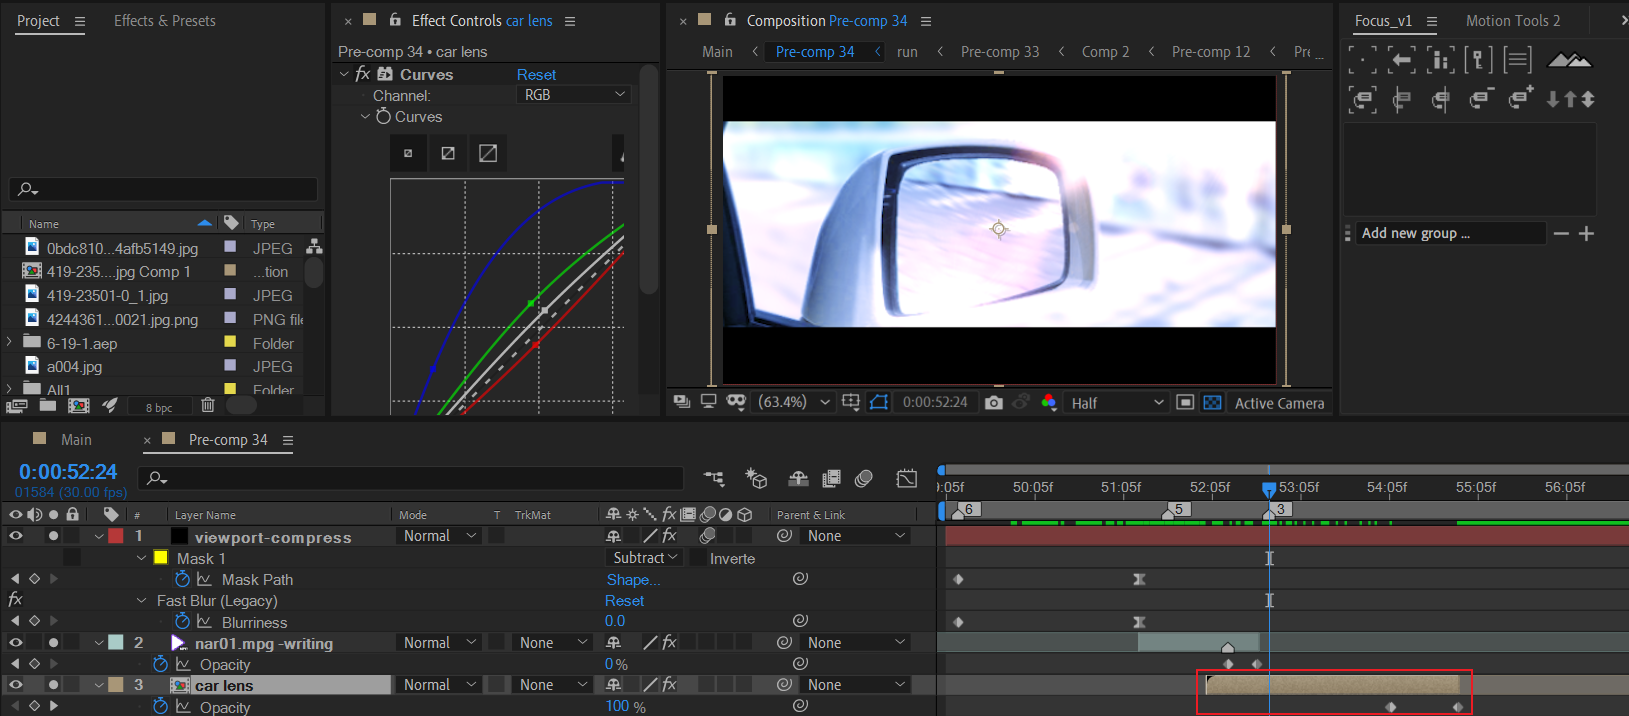 Project
Effects & Presets
Effect Controls car lens
Composition Pre-comp 34
Focus_v1
Motion Tools 2
Pre-comp 34 • car lens
Main
Pre-comp 34
run
Pre-comp 33
Comp 2
Pre-comp 12
Pre ...
fx Curves
Reset
Channel:
RGB
Curves
Name
Type
0bdc810...4afb5149.jpg
JPEG
419-235....jpg Comp 1
...tion
419-23501-0_1.jpg
JPEG
4244361...0021.jpg.png
PNG file
6-19-1.aep
Folder
a004.jpg
JPEG
All1
Folder
8 bpc
Add new group ...
(63.4%)
0:00:52:24
Half
Active Camera
Main
Pre-comp 34
0:00:52:24
01584 (30.00 fps)
9:05f
50:05f
51:05f
52:05f
53:05f
54:05f
55:05f
56:05f
6
5
3
#
Layer Name
Mode
T
TrkMat
fx
Parent & Link
1
viewport-compress
Normal
fx
None
Mask 1
Subtract
Inverte
Mask Path
Shape...
fx
Fast Blur (Legacy)
Reset
Blurriness
0.0
2
nar01.mpg -writing
Normal
None
fx
None
Opacity
0 %
3
car lens
Normal
None
fx
None
Opacity
100 %